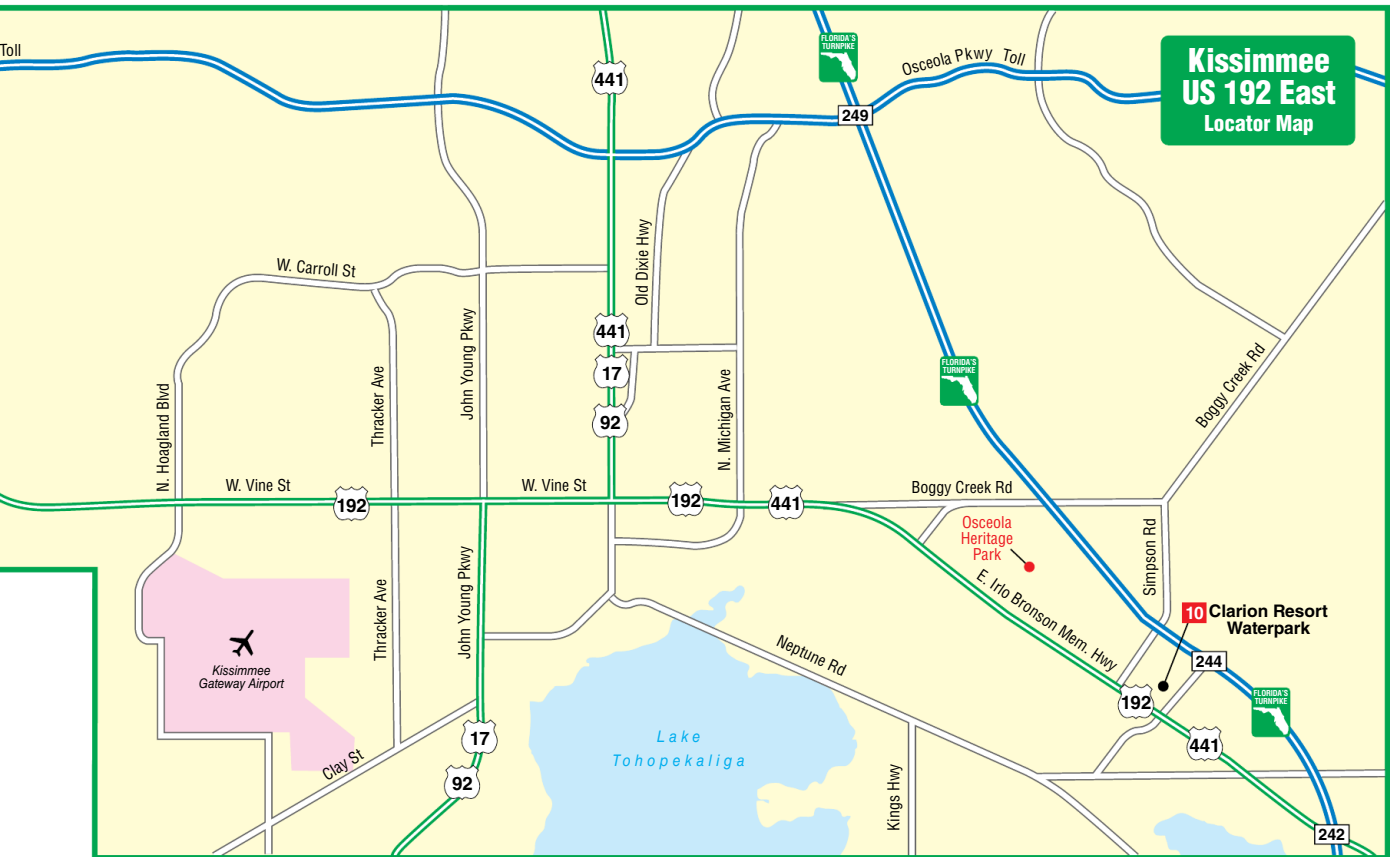 Toll
441
FLORIDA'S
TURNPIKE
Osceola Pkwy Toll
Kissimmee
US 192 East
Locator Map
249
W. Carroll St
Old Dixie Hwy
John Young Pkwy
441
17
92
Thracker Ave
N. Hoagland Blvd
N. Michigan Ave
FLORIDA'S
TURNPIKE
Boggy Creek Rd
W. Vine St
192
W. Vine St
192
441
Boggy Creek Rd
Osceola
Heritage
Park
Simpson Rd
E. Irlo Bronson Mem. Hwy
10 Clarion Resort
Waterpark
Thracker Ave
John Young Pkwy
Kissimmee
Gateway Airport
Neptune Rd
244
192
FLORIDA'S
TURNPIKE
17
441
Lake
Tohopekaliga
Clay St
92
Kings Hwy
242